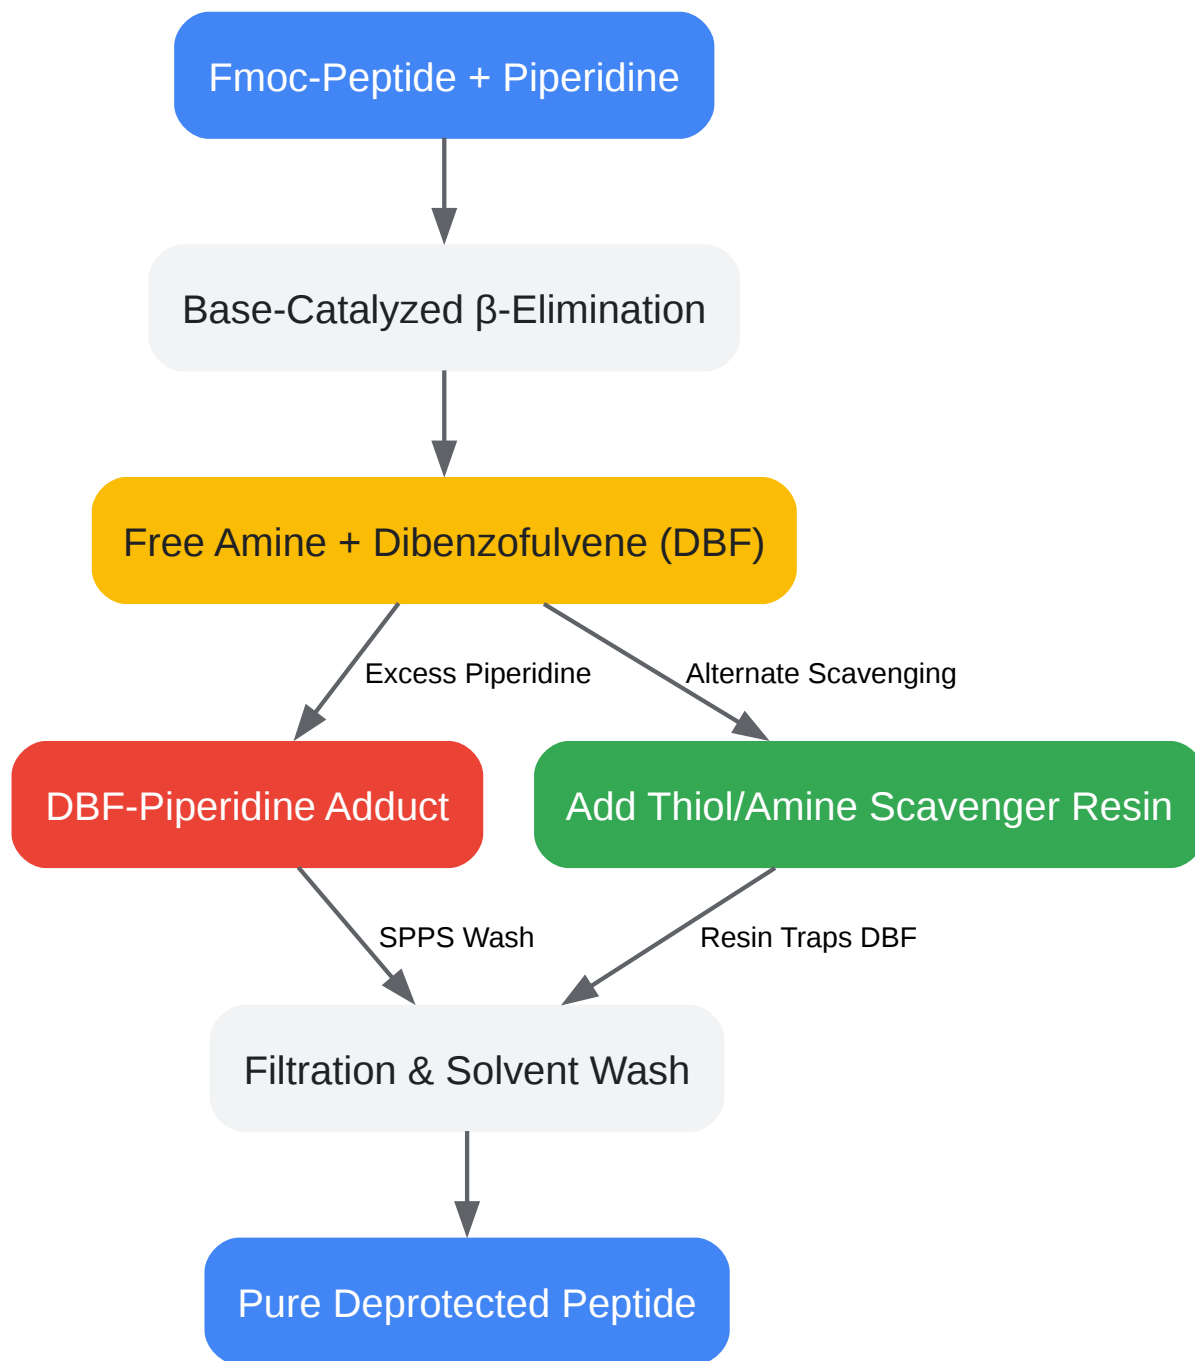 Fmoc-Peptide + Piperidine
Base-Catalyzed β-Elimination
Free Amine + Dibenzofulvene (DBF)
Excess Piperidine
Alternate Scavenging
DBF-Piperidine Adduct
Add Thiol/Amine Scavenger Resin
SPPS Wash
Resin Traps DBF
Filtration & Solvent Wash
Pure Deprotected Peptide